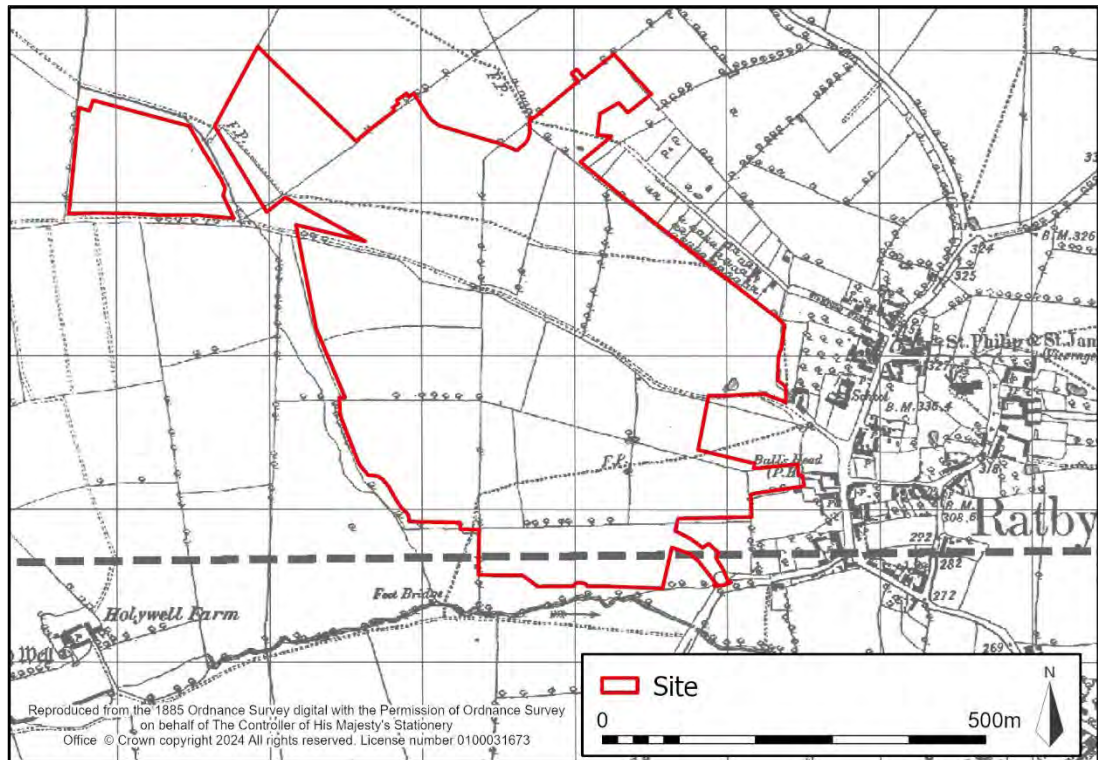 F.P.
F.P.
B.M. 326
324
325
St. Philip & St. Jam
(Vicarage
327
School
B.M. 336.4
F.P.
Bull's Head
(P.H.
318
B.M.
308.6
Ratby
292
282
Foot Bridge
272
Holywell Farm
Well
269
Site
N
0
500m
Reproduced from the 1885 Ordnance Survey digital with the Permission of Ordnance Survey
on behalf of The Controller of His Majesty's Stationery
Office © Crown copyright 2024 All rights reserved. License number 0100031673